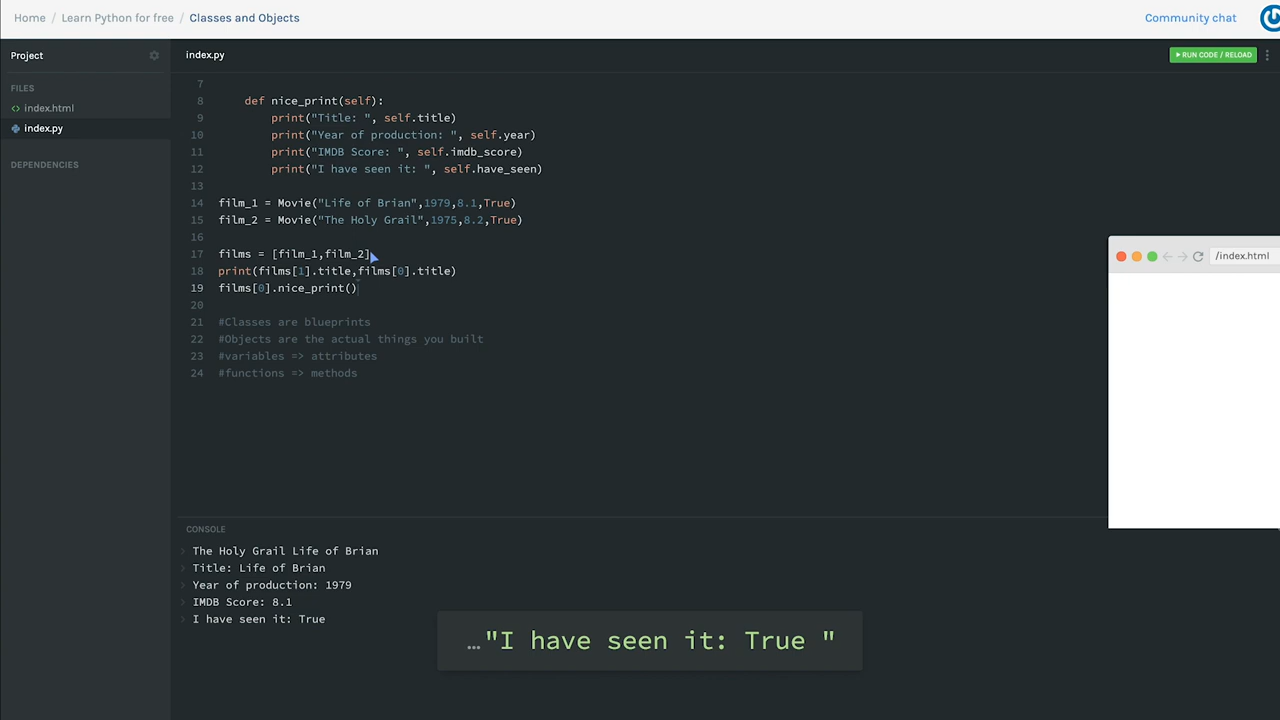 Home / Learn Python for free / Classes and Objects
Community chat
Project
index.py
RUN CODE / RELOAD
FILES
index.html
index.py
DEPENDENCIES
7
8 def nice_print(self):
9 print("Title: ", self.title)
10 print("Year of production: ", self.year)
11 print("IMDB Score: ", self.imdb_score)
12 print("I have seen it: ", self.have_seen)
13
14 film_1 = Movie("Life of Brian",1979,8.1,True)
15 film_2 = Movie("The Holy Grail",1975,8.2,True)
16
17 films = [film_1,film_2]
18 print(films[1].title,films[0].title)
19 films[0].nice_print()
20
21 #Classes are blueprints
22 #Objects are the actual things you built
23 #variables => attributes
24 #functions => methods
/index.html
CONSOLE
The Holy Grail Life of Brian
Title: Life of Brian
Year of production: 1979
IMDB Score: 8.1
I have seen it: True
…"I have seen it: True "